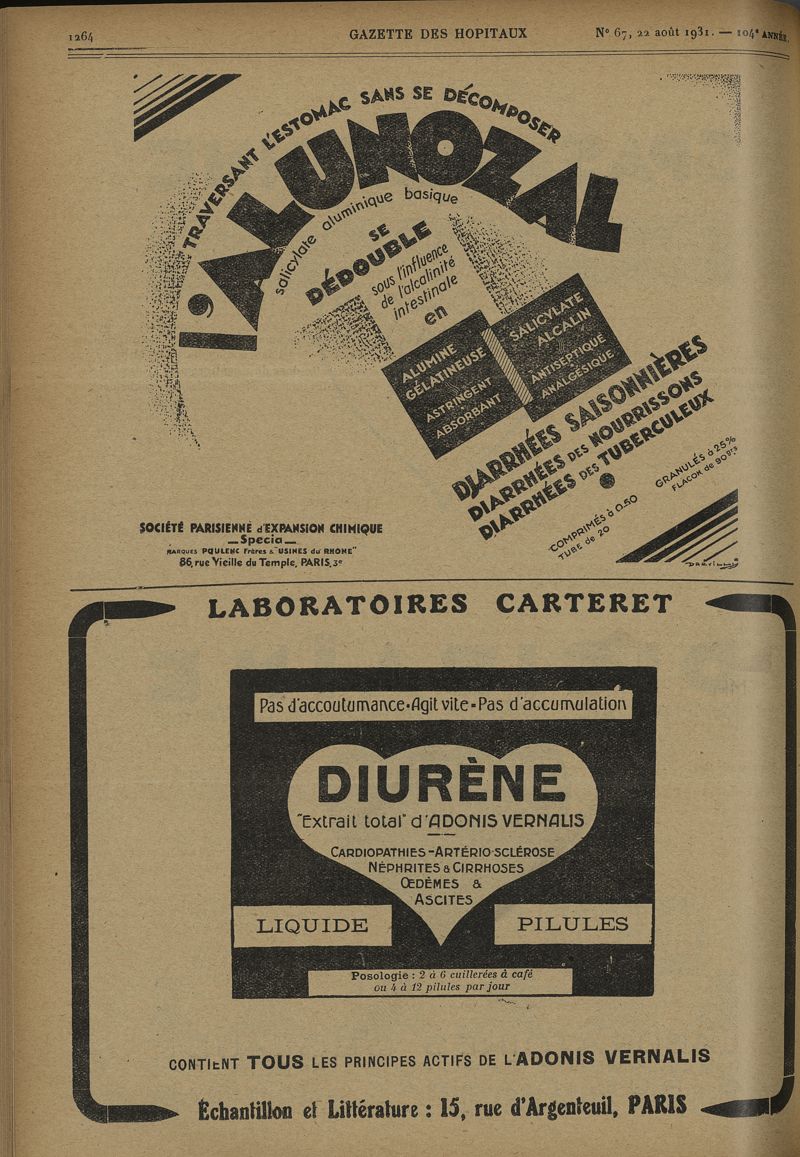 1264 GAZETTE DES HOPITAUX N° 67, 22 août 1931. — 104e ANNÉE.
TRAVERSANT L'ESTOMAC SANS SE DÉCOMPOSER
l'ALUNOZAL
salicylate aluminique basique
SE
DÉDOUBLE
sous l'influence
de l'alcalinité
intestinale
en
ALUMINE
GÉLATINEUSE
ASTRINGENT
ABSORBANT
SALICYLATE
ALCALIN
ANTISEPTIQUE
ANALGÉSIQUE
DIARRHÉES SAISONNIÈRES
DIARRHÉES DES NOURRISSONS
DIARRHÉES DES TUBERCULEUX
COMPRIMÉS à 0.50
TUBE de 20
GRANULÉS à 25%
FLACON de 90 grs
SOCIÉTÉ PARISIENNE d'EXPANSION CHIMIQUE
_Specia_
MARQUES POULENC Frères & "USINES du RHÔNE"
86, rue Vieille du Temple, PARIS, 3e
LABORATOIRES CARTERET
Pas d'accoutumance•Agit vite•Pas d'accumulation
DIURÈNE
"Extrait total" d'ADONIS VERNALIS
CARDIOPATHIES-ARTÉRIO-SCLÉROSE
NÉPHRITES & CIRRHOSES
ŒDÈMES &
ASCITES
LIQUIDE
PILULES
Posologie : 2 à 6 cuillerées à café
ou 4 à 12 pilules par jour
CONTIENT TOUS LES PRINCIPES ACTIFS DE L'ADONIS VERNALIS
Échantillon et Littérature : 15, rue d'Argenteuil, PARIS